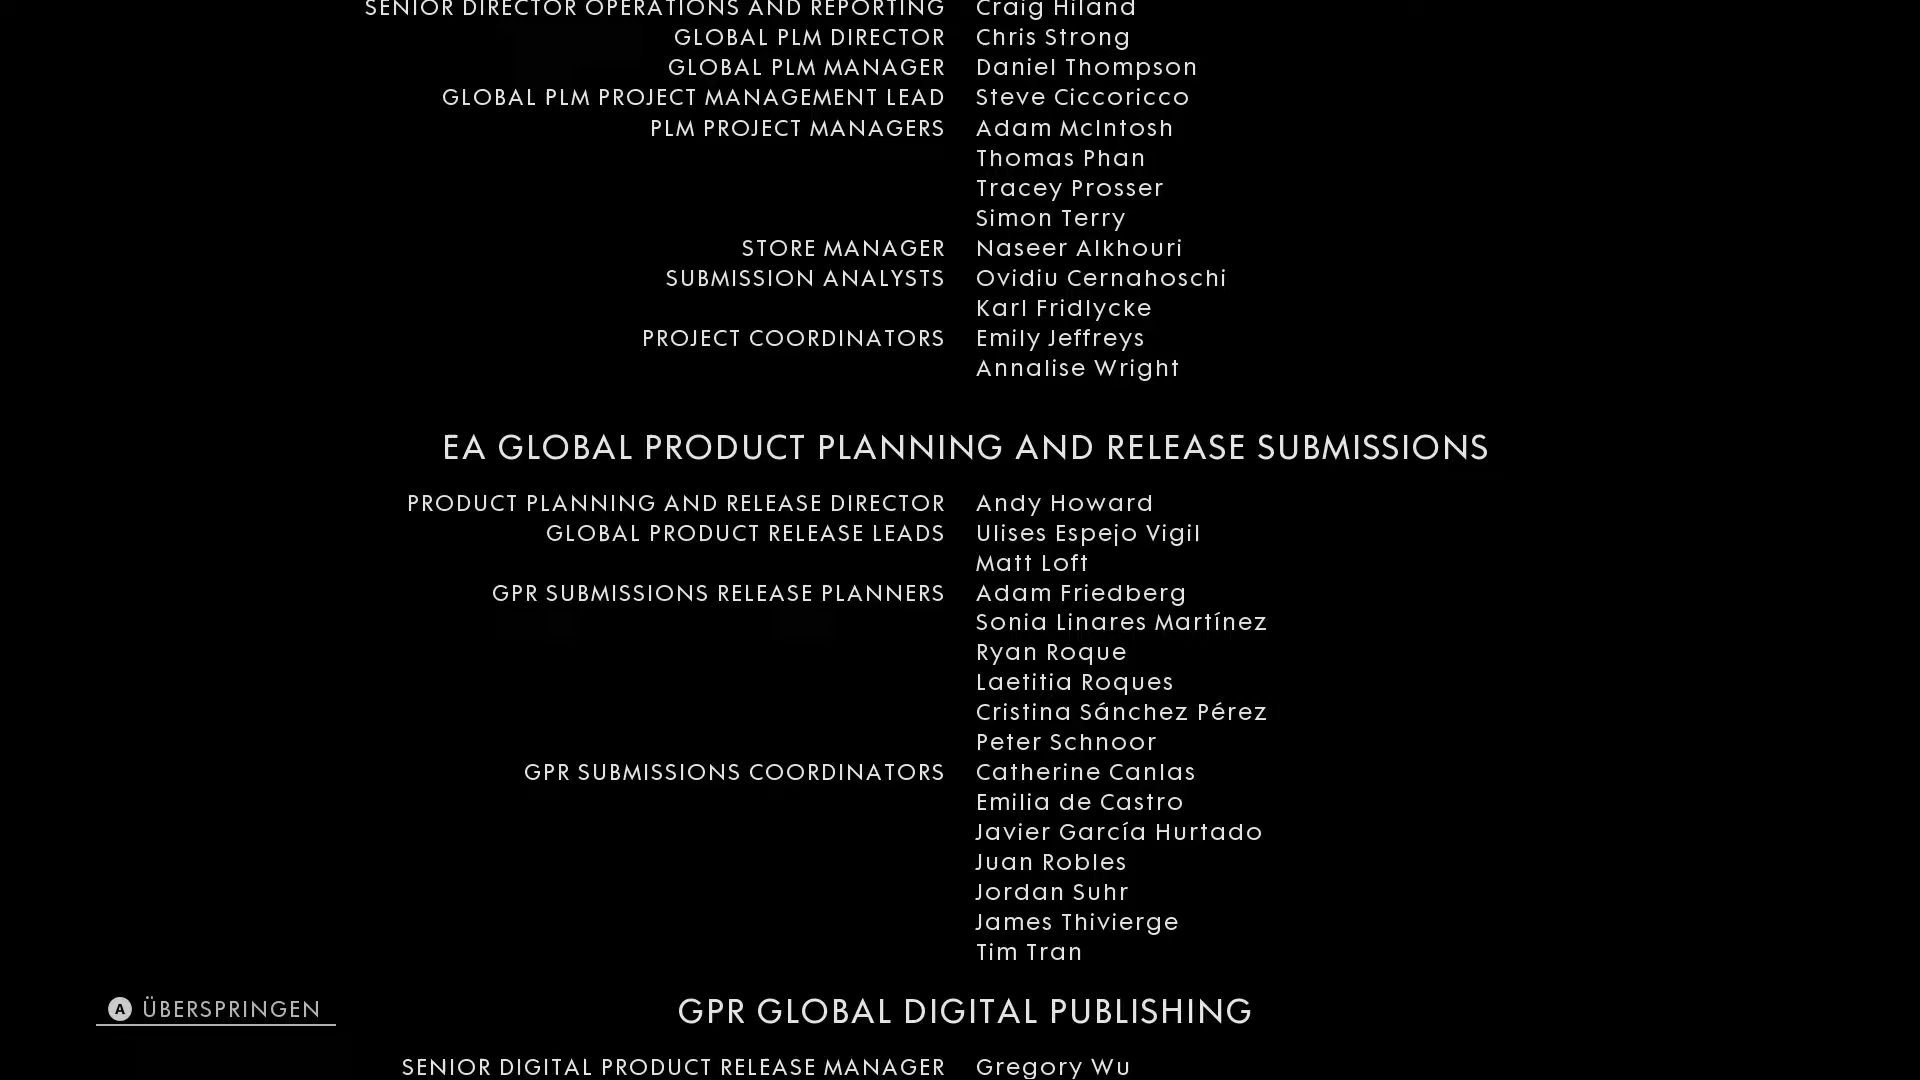 SENIOR DIRECTOR OPERATIONS AND REPORTING Craig Hiland
GLOBAL PLM DIRECTOR Chris Strong
GLOBAL PLM MANAGER Daniel Thompson
GLOBAL PLM PROJECT MANAGEMENT LEAD Steve Ciccoricco
PLM PROJECT MANAGERS Adam McIntosh
Thomas Phan
Tracey Prosser
Simon Terry
STORE MANAGER Naseer Alkhouri
SUBMISSION ANALYSTS Ovidiu Cernahoschi
Karl Fridlycke
PROJECT COORDINATORS Emily Jeffreys
Annalise Wright
EA GLOBAL PRODUCT PLANNING AND RELEASE SUBMISSIONS
PRODUCT PLANNING AND RELEASE DIRECTOR Andy Howard
GLOBAL PRODUCT RELEASE LEADS Ulises Espejo Vigil
Matt Loft
GPR SUBMISSIONS RELEASE PLANNERS Adam Friedberg
Sonia Linares Martínez
Ryan Roque
Laetitia Roques
Cristina Sánchez Pérez
Peter Schnoor
GPR SUBMISSIONS COORDINATORS Catherine Canlas
Emilia de Castro
Javier García Hurtado
Juan Robles
Jordan Suhr
James Thivierge
Tim Tran
A ÜBERSPRINGEN
GPR GLOBAL DIGITAL PUBLISHING
SENIOR DIGITAL PRODUCT RELEASE MANAGER Gregory Wu